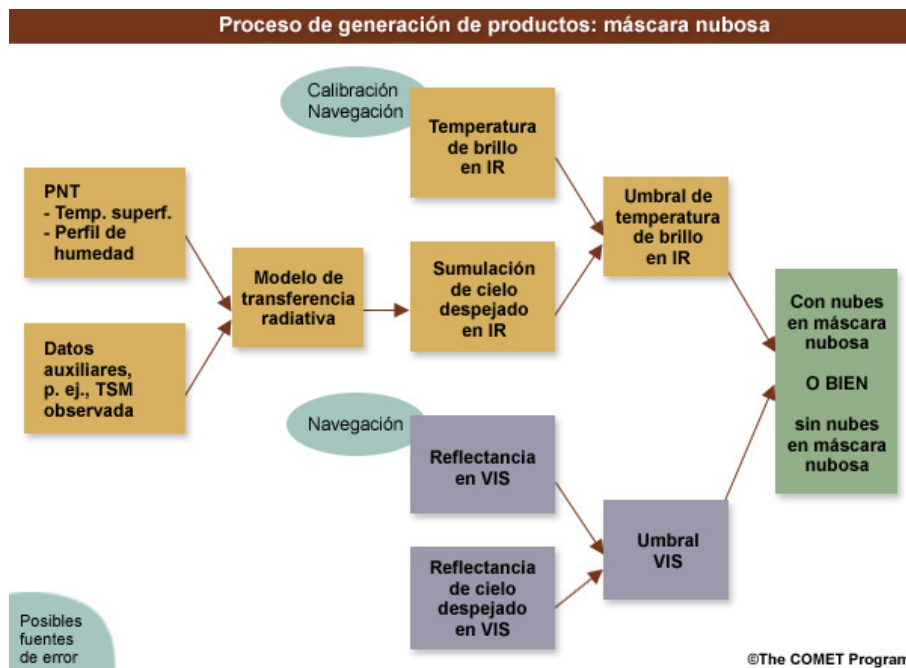 Proceso de generación de productos: máscara nubosa
Calibración
Navegación
Temperatura
de brillo
en IR
PNT
- Temp. superf.
- Perfil de
humedad
Umbral de
temperatura
de brillo
en IR
Modelo de
transferencia
radiativa
Sumulación
de cielo
despejado
en IR
Con nubes
en máscara
nubosa
O BIEN
sin nubes
en máscara
nubosa
Datos
auxiliares,
p. ej., TSM
observada
Navegación
Reflectancia
en VIS
Umbral
VIS
Reflectancia
de cielo
despejado
en VIS
Posibles
fuentes
de error
©The COMET Program